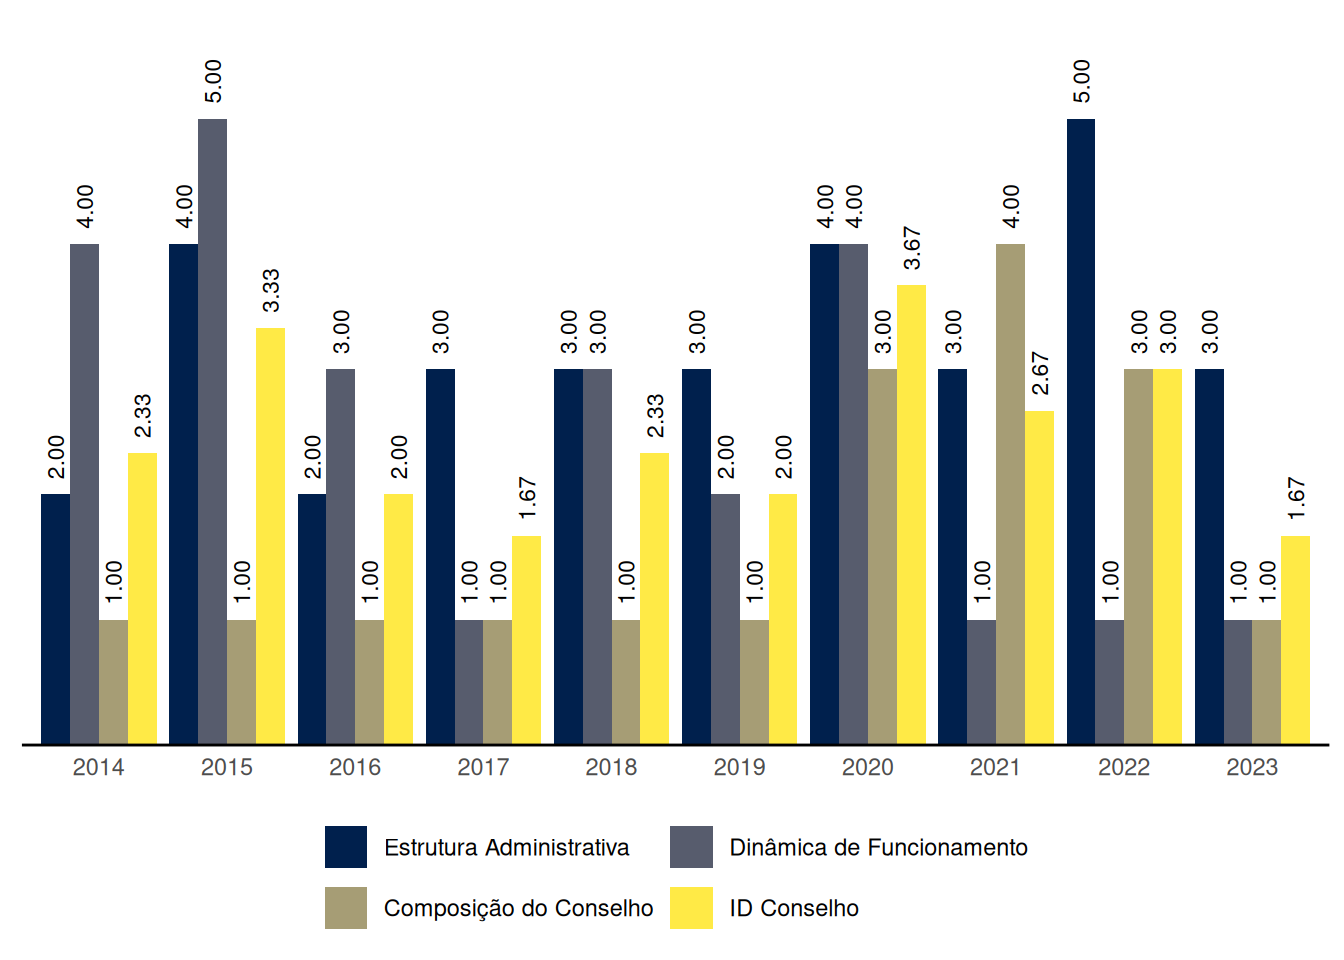 2.00 4.00 1.00 2.33 4.00 5.00 1.00 3.33 2.00 3.00 1.00 2.00 3.00 1.00 1.00 1.67 3.00 3.00 1.00 2.33 3.00 2.00 1.00 2.00 4.00 4.00 3.00 3.67 3.00 1.00 4.00 2.67 5.00 1.00 3.00 3.00 3.00 1.00 1.00 1.67
2014 2015 2016 2017 2018 2019 2020 2021 2022 2023
Estrutura Administrativa Dinâmica de Funcionamento
Composição do Conselho ID Conselho